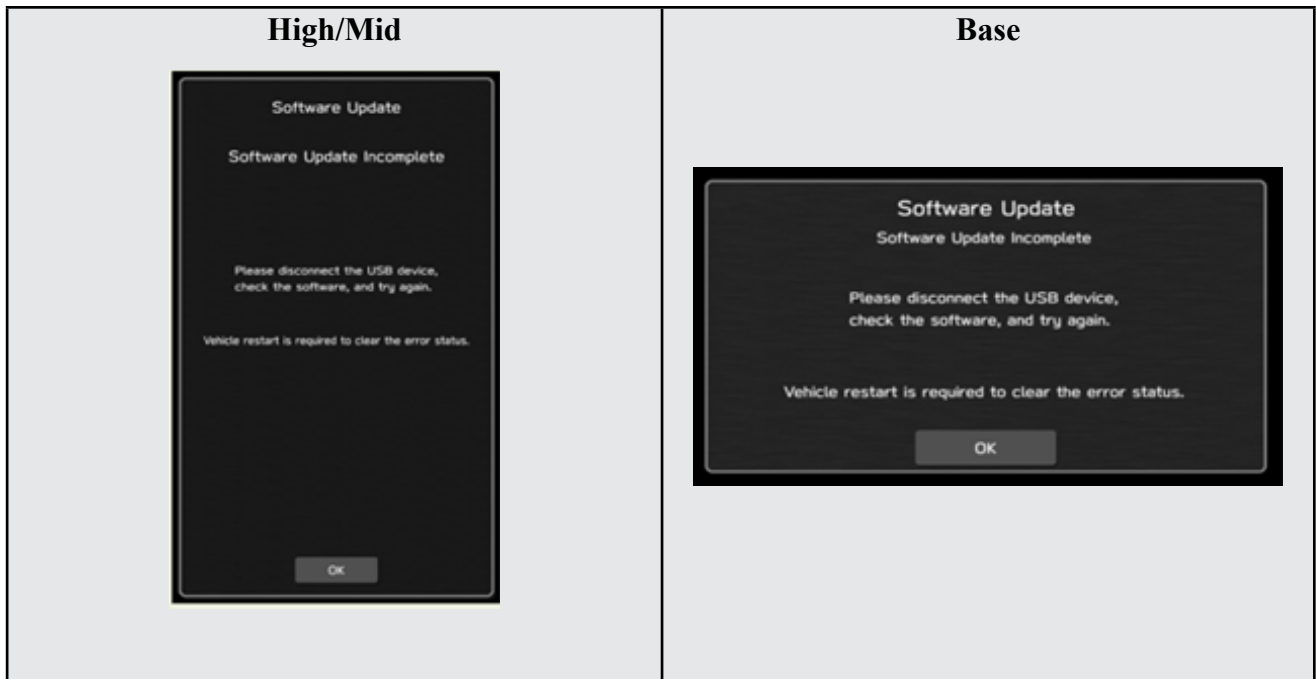 High/Mid
Software Update
Software Update Incomplete
Please disconnect the USB device,
check the software, and try again.
Vehicle restart is required to clear the error status.
OK
Base
Software Update
Software Update Incomplete
Please disconnect the USB device,
check the software, and try again.
Vehicle restart is required to clear the error status.
OK